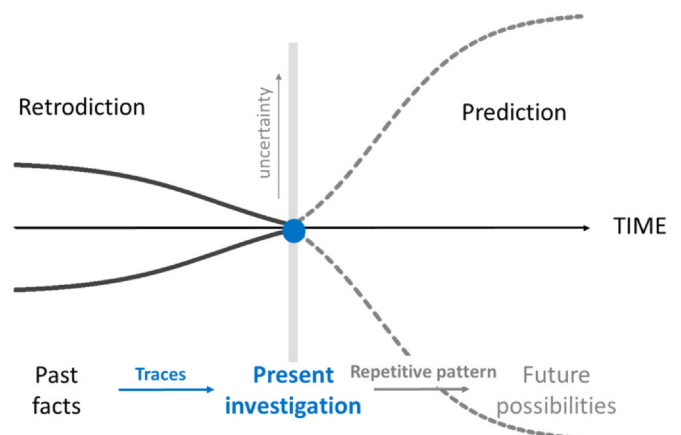 Retrodiction
uncertainty
Prediction
TIME
Past
facts
Traces
Present
investigation
Repetitive pattern
Future
possibilities